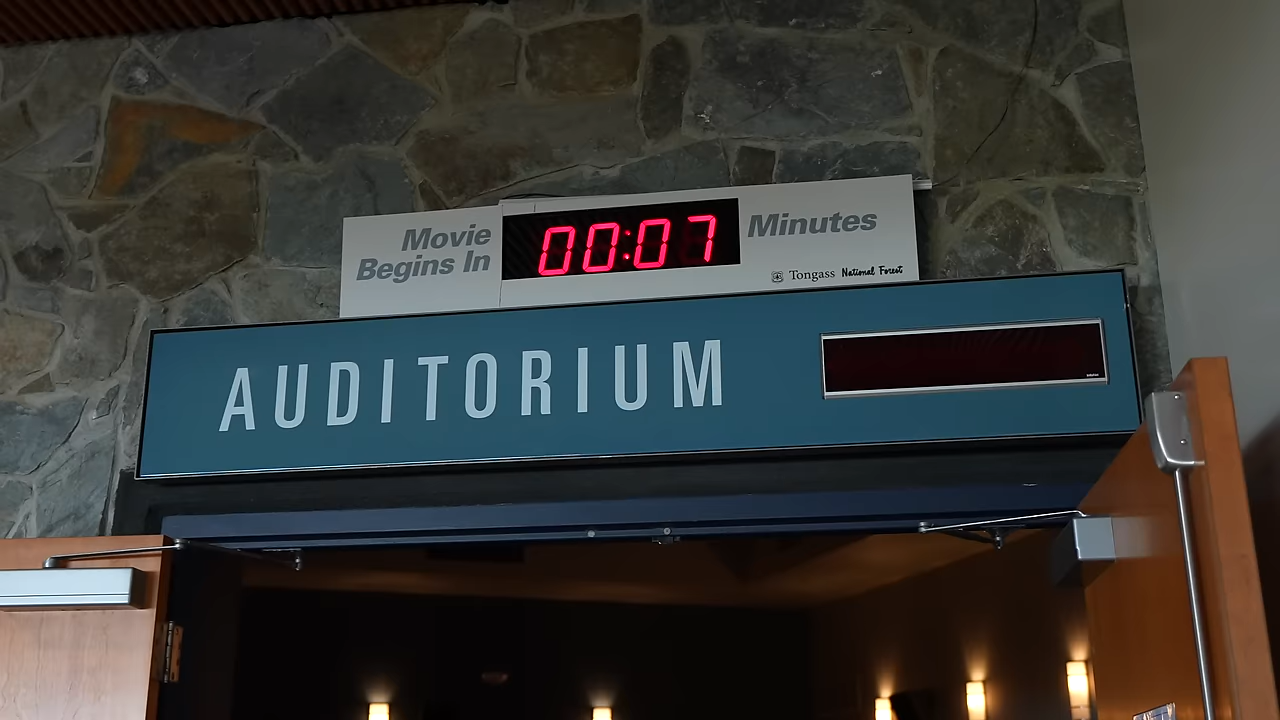 Movie
Begins In
00:07
Minutes
Tongass National Forest
AUDITORIUM